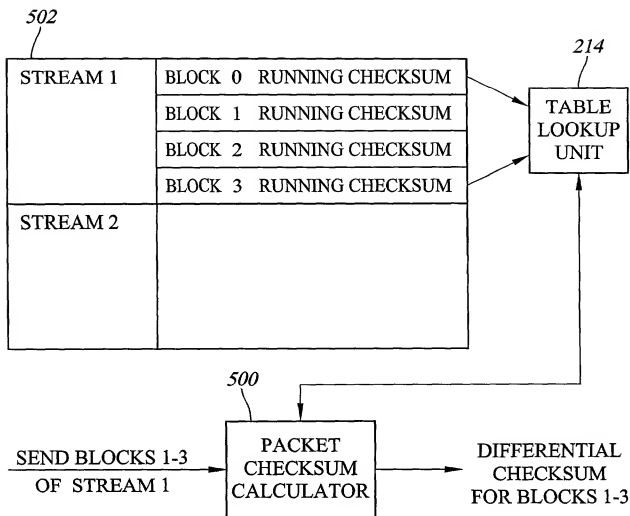 502
214
STREAM 1
BLOCK 0 RUNNING CHECKSUM
BLOCK 1 RUNNING CHECKSUM
BLOCK 2 RUNNING CHECKSUM
BLOCK 3 RUNNING CHECKSUM
TABLE
LOOKUP
UNIT
STREAM 2
500
SEND BLOCKS 1-3
OF STREAM 1
PACKET
CHECKSUM
CALCULATOR
DIFFERENTIAL
CHECKSUM
FOR BLOCKS 1-3